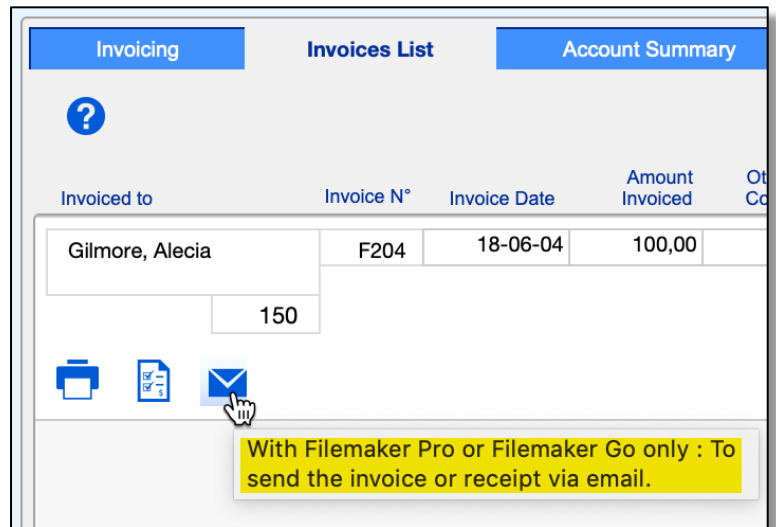 Invoicing
Invoices List
Account Summary
?
Invoiced to
Invoice N°
Invoice Date
Amount
Invoiced
Gilmore, Alecia
F204
18-06-04
100,00
150
With Filemaker Pro or Filemaker Go only : To
send the invoice or receipt via email.